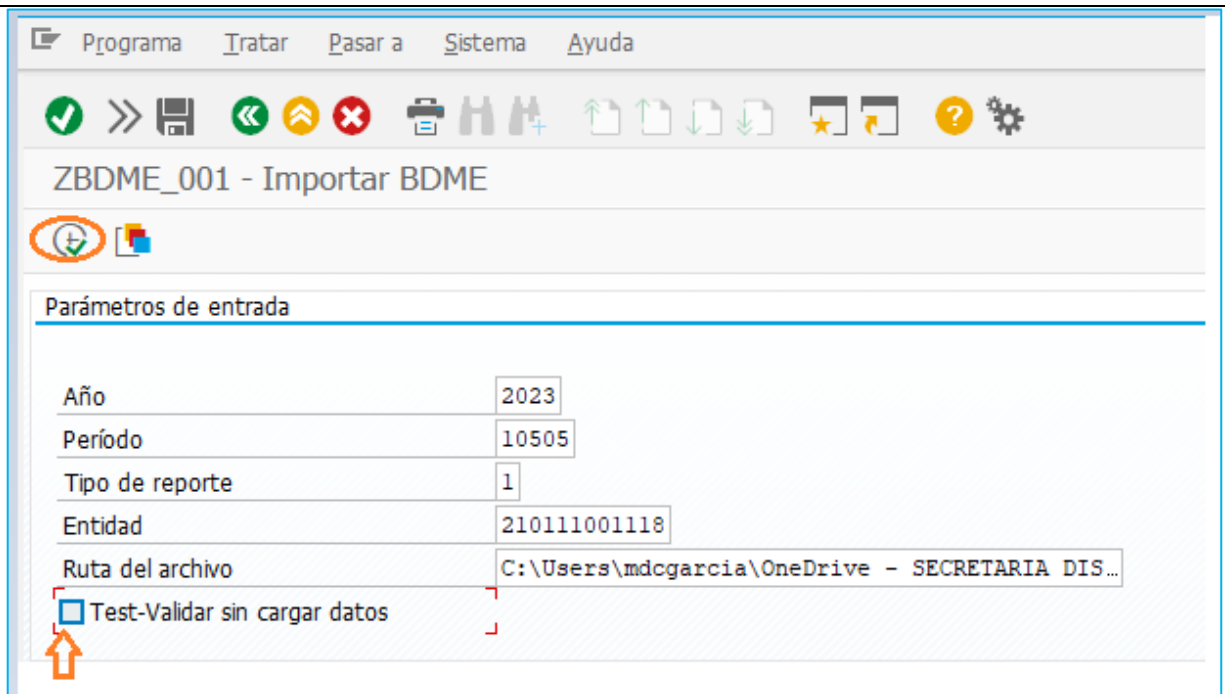 Programa Tratar Pasar a Sistema Ayuda
ZBDME_001 - Importar BDME
Parámetros de entrada
Año 2023
Período 10505
Tipo de reporte 1
Entidad 210111001118
Ruta del archivo C:\Users\mdcgarcia\OneDrive - SECRETARIA DIS…
Test-Validar sin cargar datos